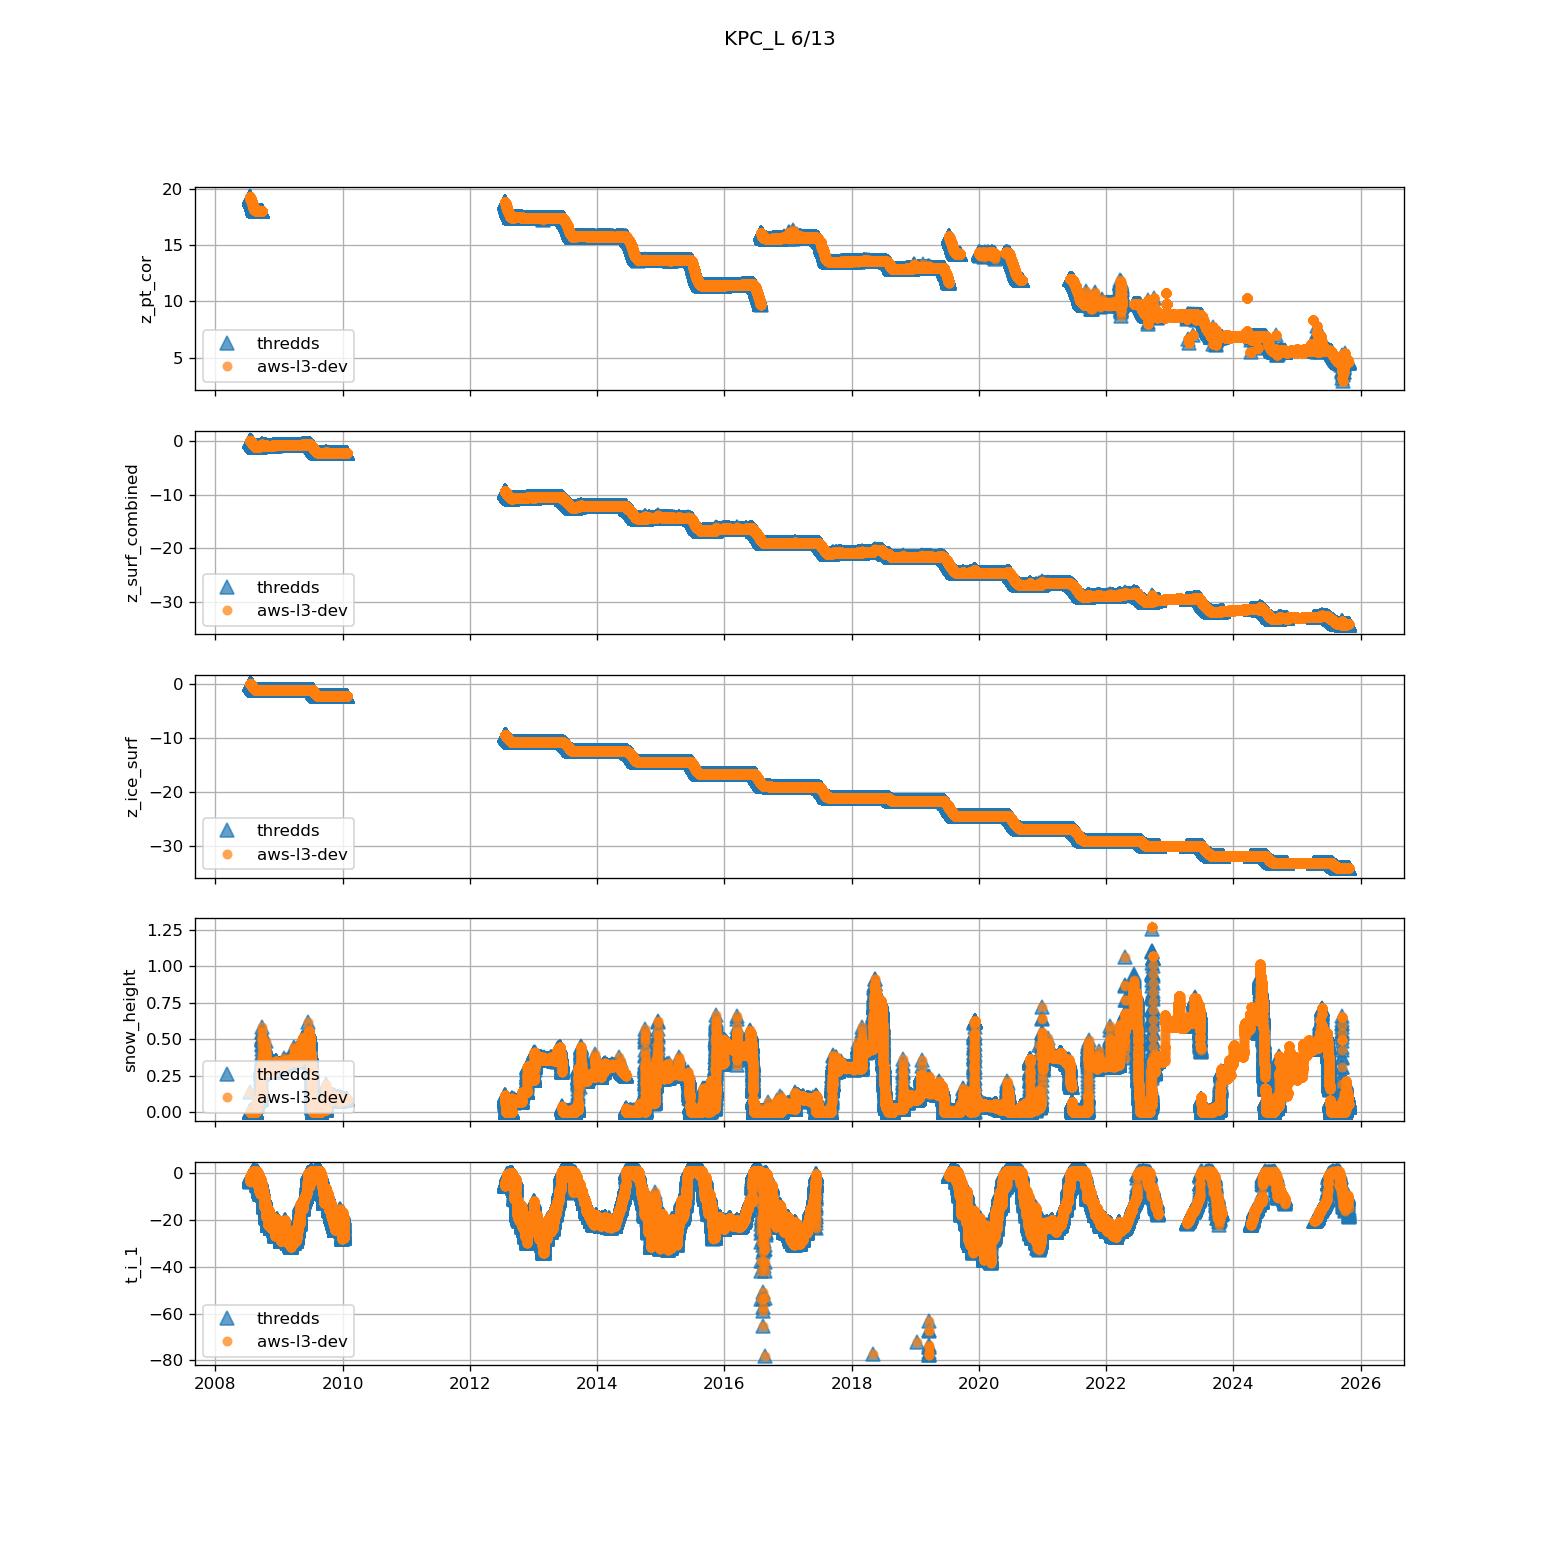 KPC_L 6/13
20
15
10
5
z_pt_cor
thredds
aws-l3-dev
0
−10
−20
−30
z_surf_combined
thredds
aws-l3-dev
0
−10
−20
−30
z_ice_surf
thredds
aws-l3-dev
1.25
1.00
0.75
0.50
0.25
0.00
snow_height
thredds
aws-l3-dev
0
−20
−40
−60
−80
t_i_1
thredds
aws-l3-dev
2008 2010 2012 2014 2016 2018 2020 2022 2024 2026